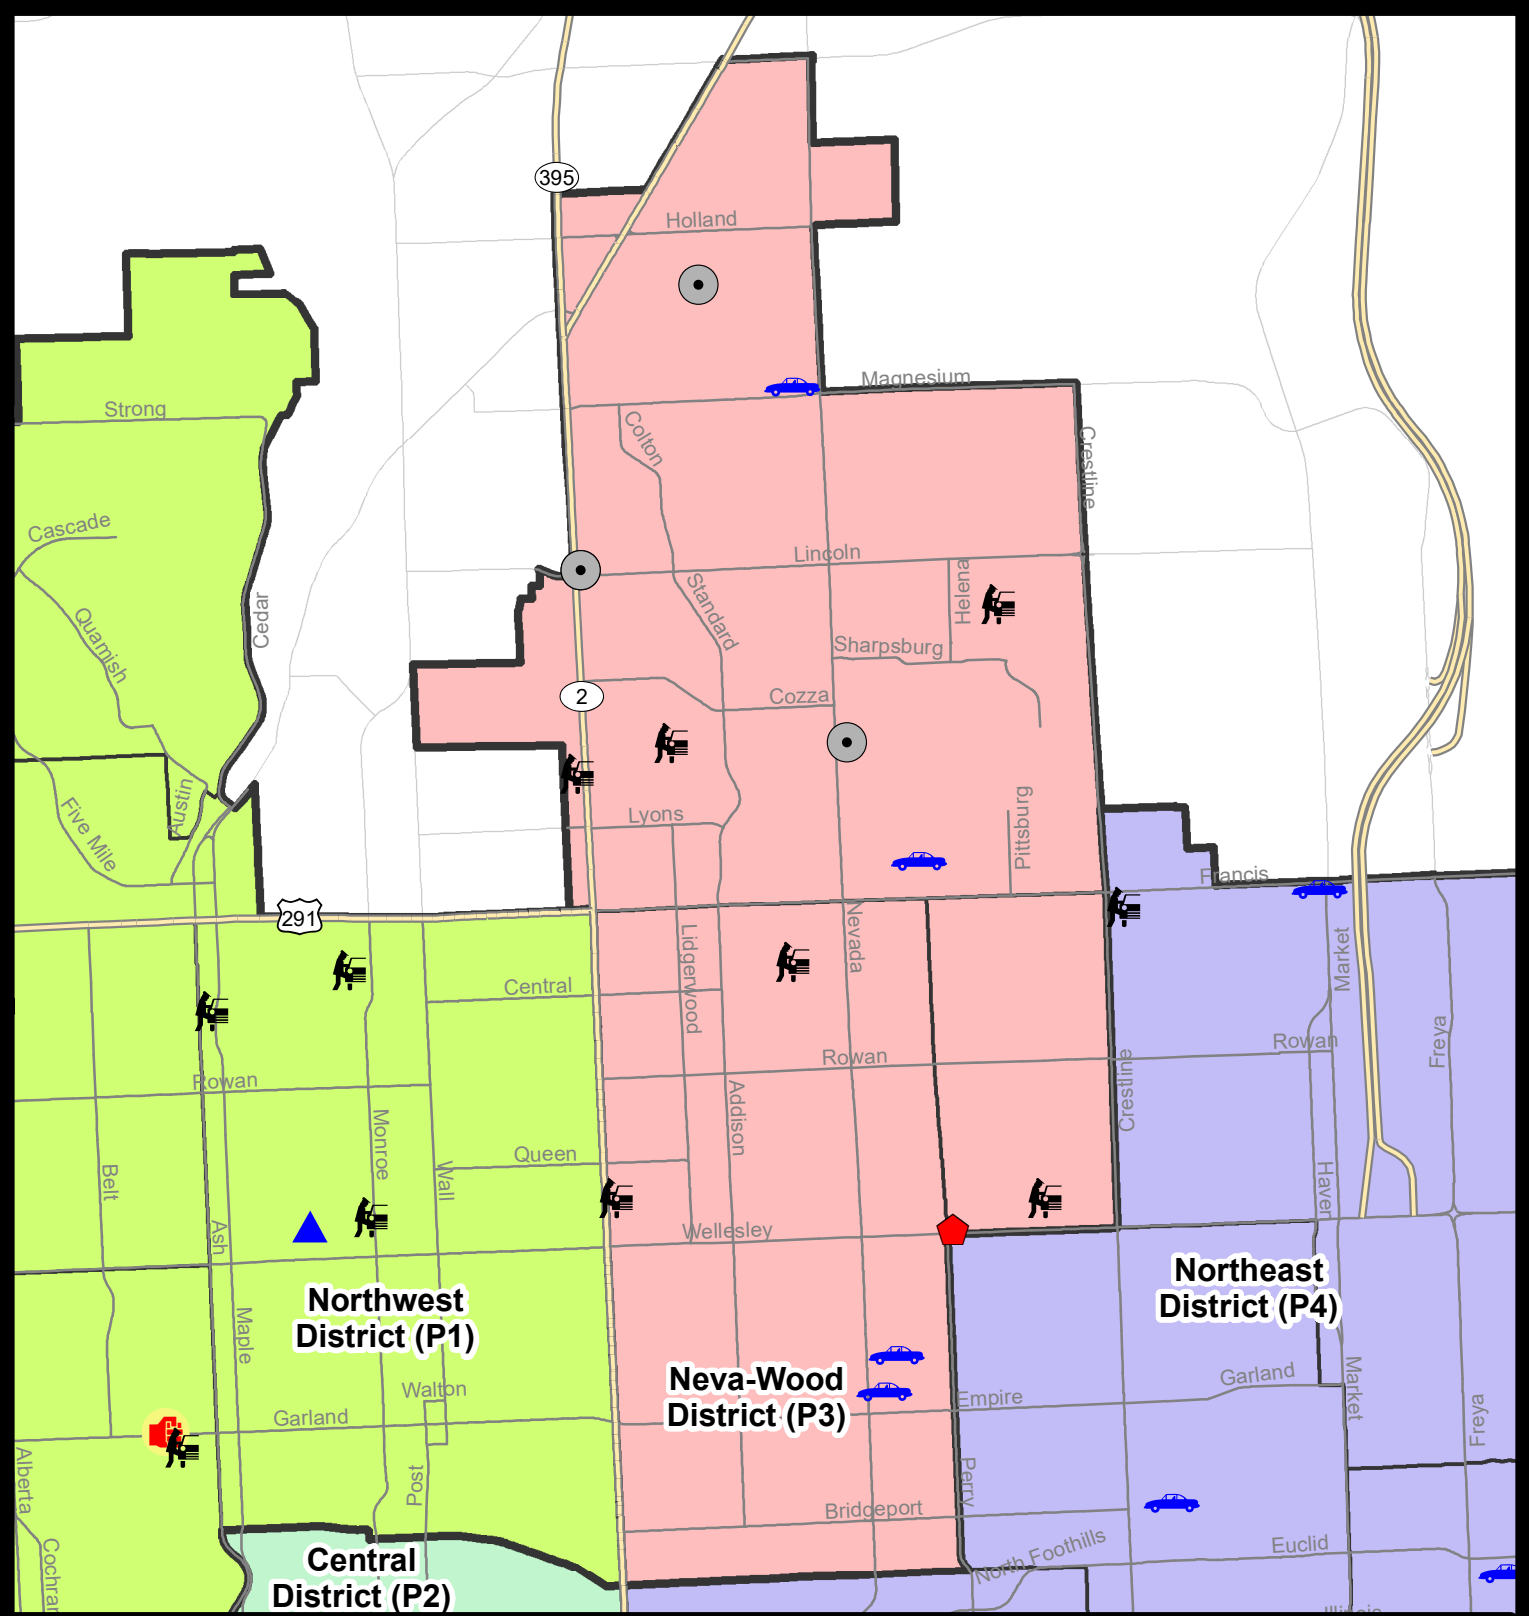 395
Holland
Magnesium
Strong
Colton
Crestline
Cascade
Lincoln
Helena
Standard
Cedar
Quamish
Sharpsburg
2
Cozza
Austin
Five Mile
Lyons
Pittsburg
Francis
291
Nevada
Lidgerwood
Market
Central
Freya
Rowan
Rowan
Rowan
Crestline
Addison
Monroe
Queen
Wall
Belt
Haven
Ash
Wellesley
Northeast
District (P4)
Northwest
District (P1)
Maple
Neva-Wood
District (P3)
Walton
Garland
Garland
Empire
Market
Freya
Alberta
Post
Perry
Bridgeport
North Foothills
Euclid
Central
District (P2)